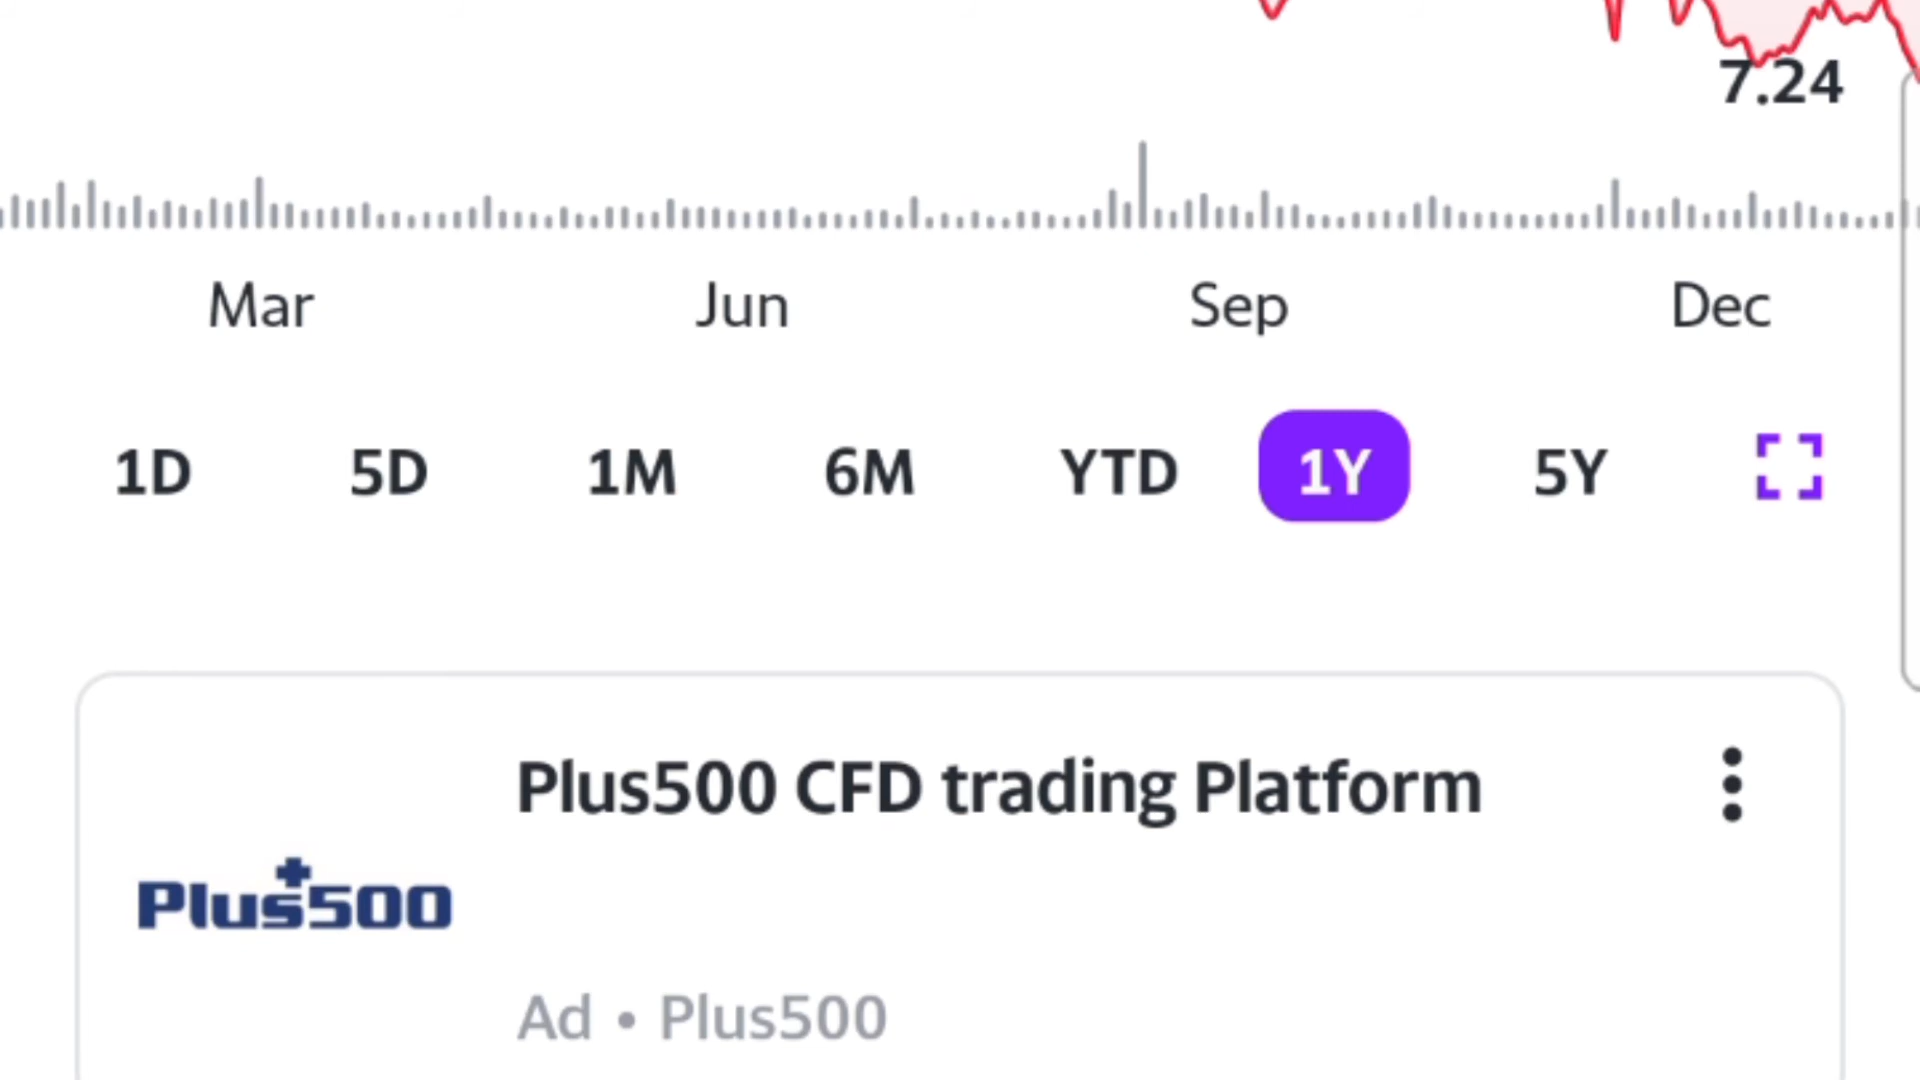 7.24
Mar Jun Sep Dec
1D 5D 1M 6M YTD 1Y 5Y
Plus500 CFD trading Platform
Plus500
Ad • Plus500